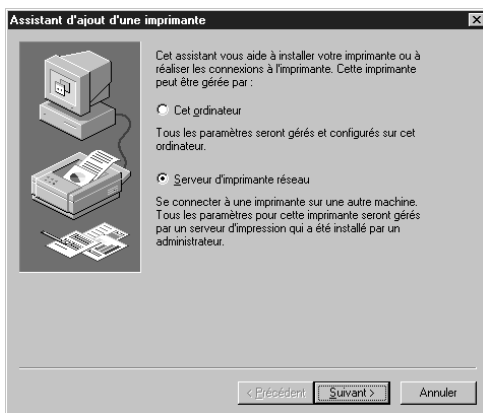 Assistant d'ajout d'une imprimante
Cet assistant vous aide à installer votre imprimante ou à
réaliser les connexions à l'imprimante. Cette imprimante
peut être gérée par :
Cet ordinateur
Tous les paramètres seront gérés et configurés sur cet
ordinateur.
Serveur d'imprimante réseau
Se connecter à une imprimante sur une autre machine.
Tous les paramètres pour cette imprimante seront gérés
par un serveur d'impression qui a été installé par un
administrateur.
< Précédent
Suivant >
Annuler